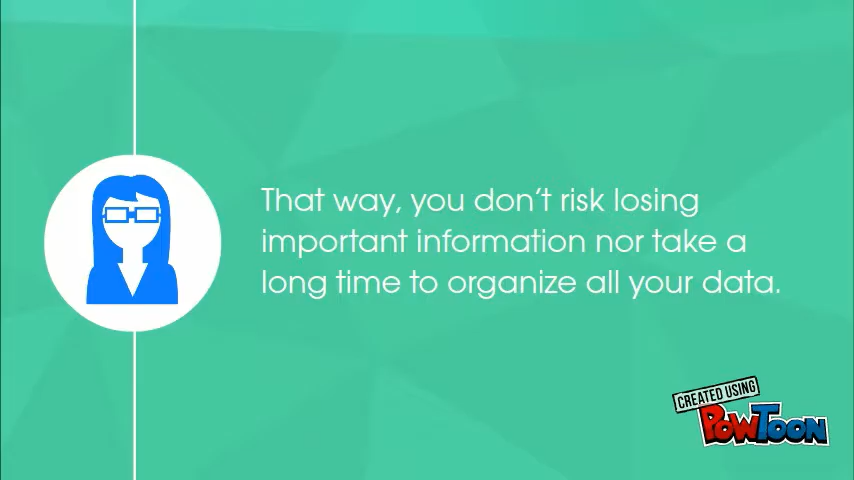 That way, you don't risk losing
important information nor take a
long time to organize all your data.
CREATED USING
POWTOON